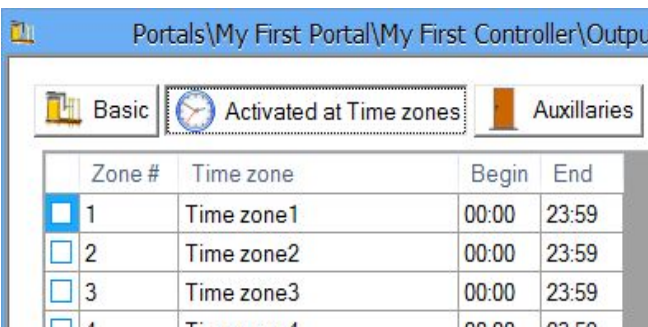 Portals\My First Portal\My First Controller\Outpu
Basic Activated at Time zones Auxillaries
Zone # Time zone Begin End
1 Time zone1 00:00 23:59
2 Time zone2 00:00 23:59
3 Time zone3 00:00 23:59